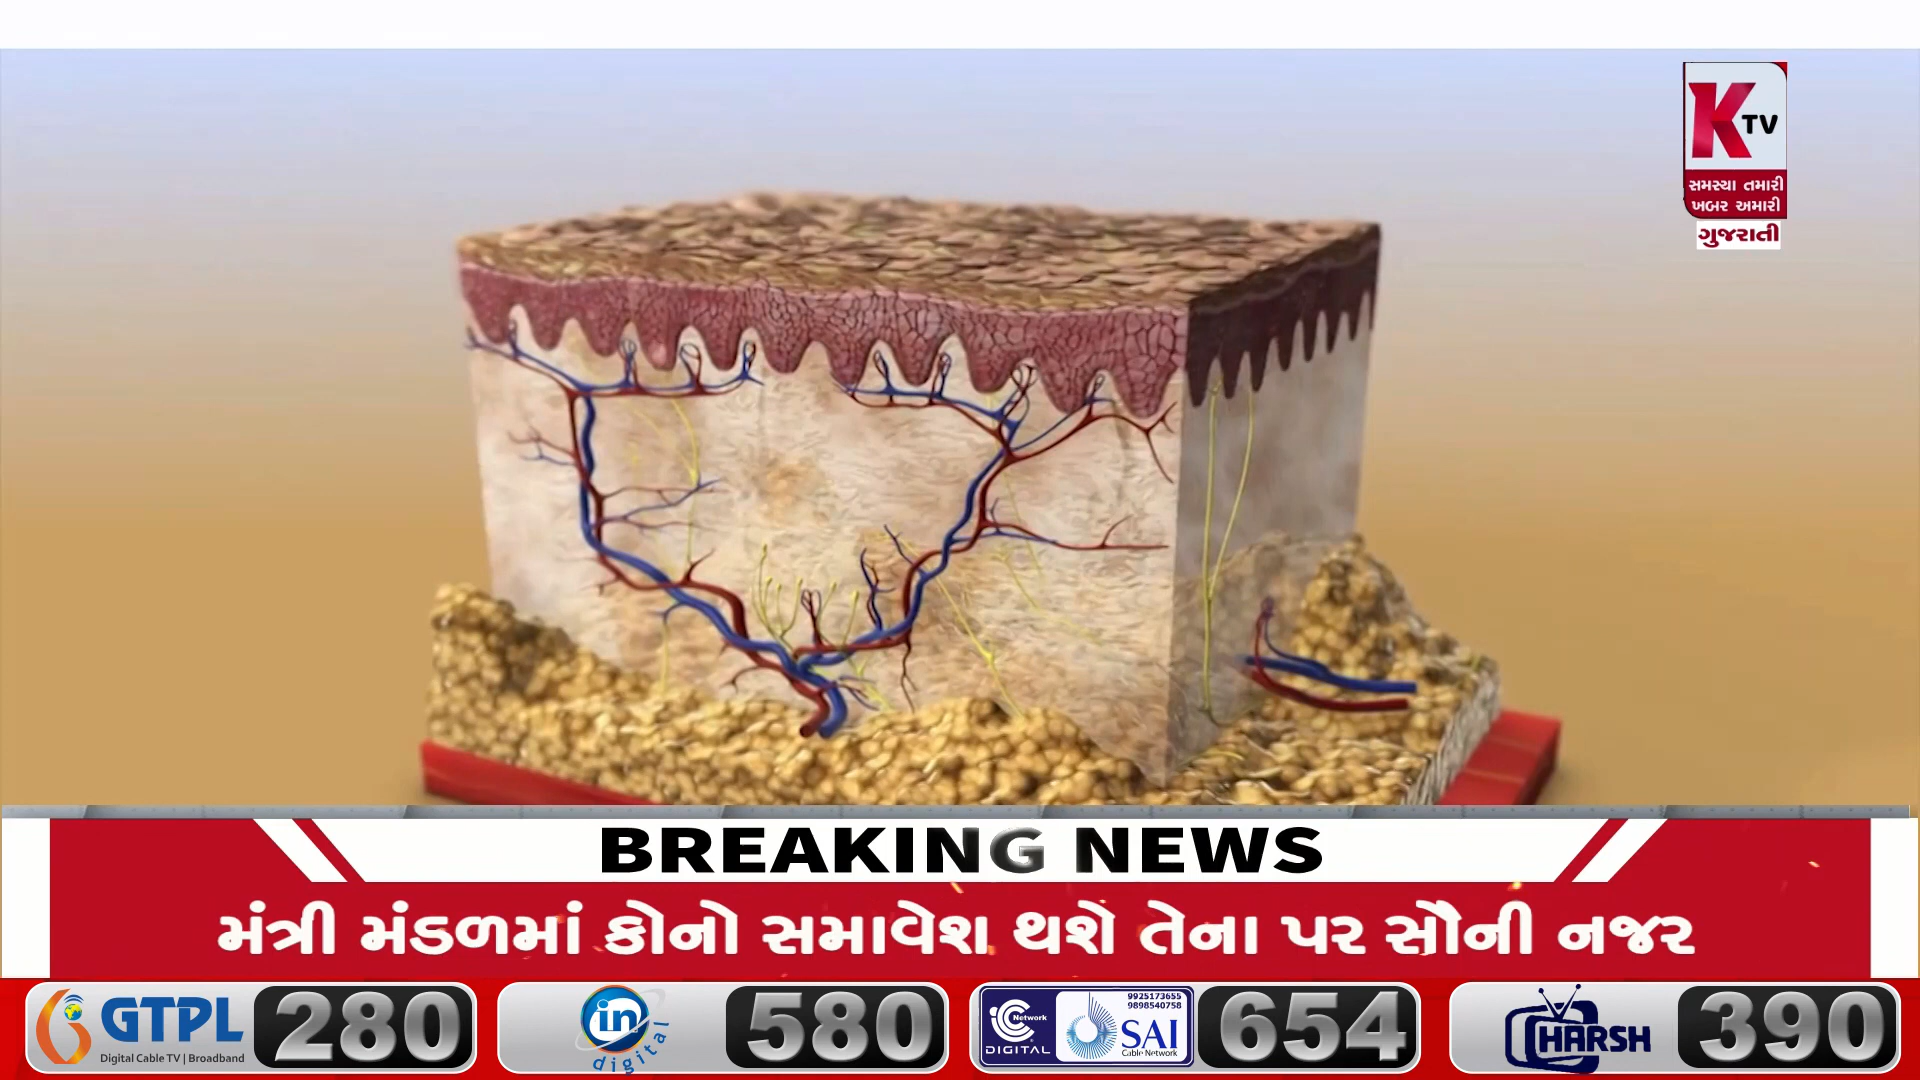 K TV
સમસ્યા તમારી
ખબર અમારી
ગુજરાતી
BREAKING NEWS
મંત્રી મંડળમાં કોનો સમાવેશ થશે તેના પર સૌની નજર
GTPL
Digital Cable TV | Broadband
280
in
digital
580
Network
DIGITAL
9925173655
9898540758
SAI
Cable Network
654
HARSH
390